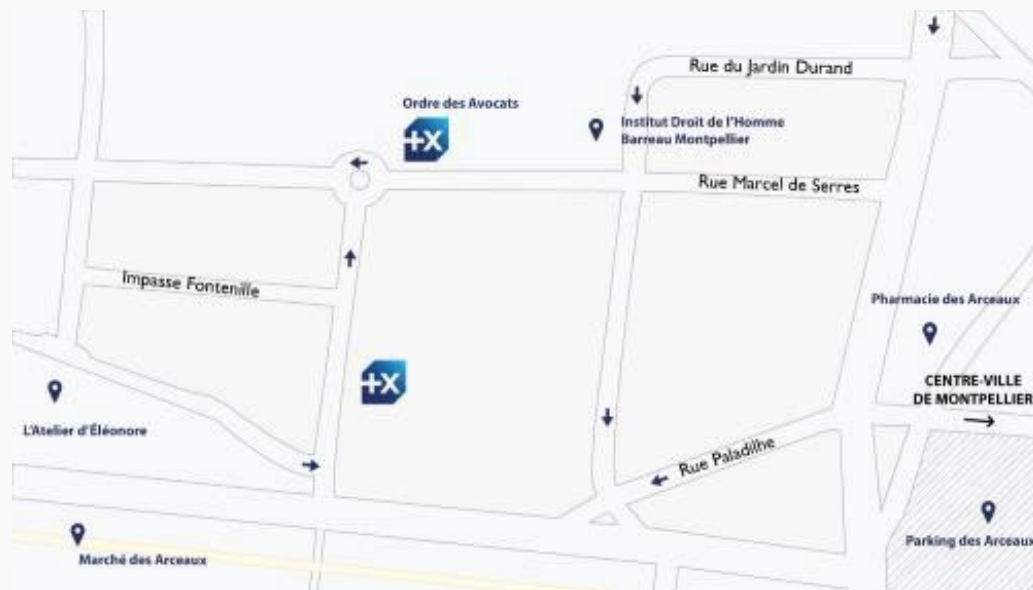 Rue du Jardin Durand
Ordre des Avocats
+X
Institut Droit de l'Homme
Barreau Montpellier
Rue Marcel de Serres
Impasse Fontenille
Pharmacie des Arceaux
+X
CENTRE-VILLE
DE MONTPELLIER
L'Atelier d'Éléonore
Rue Paladilhe
Parking des Arceaux
Marché des Arceaux